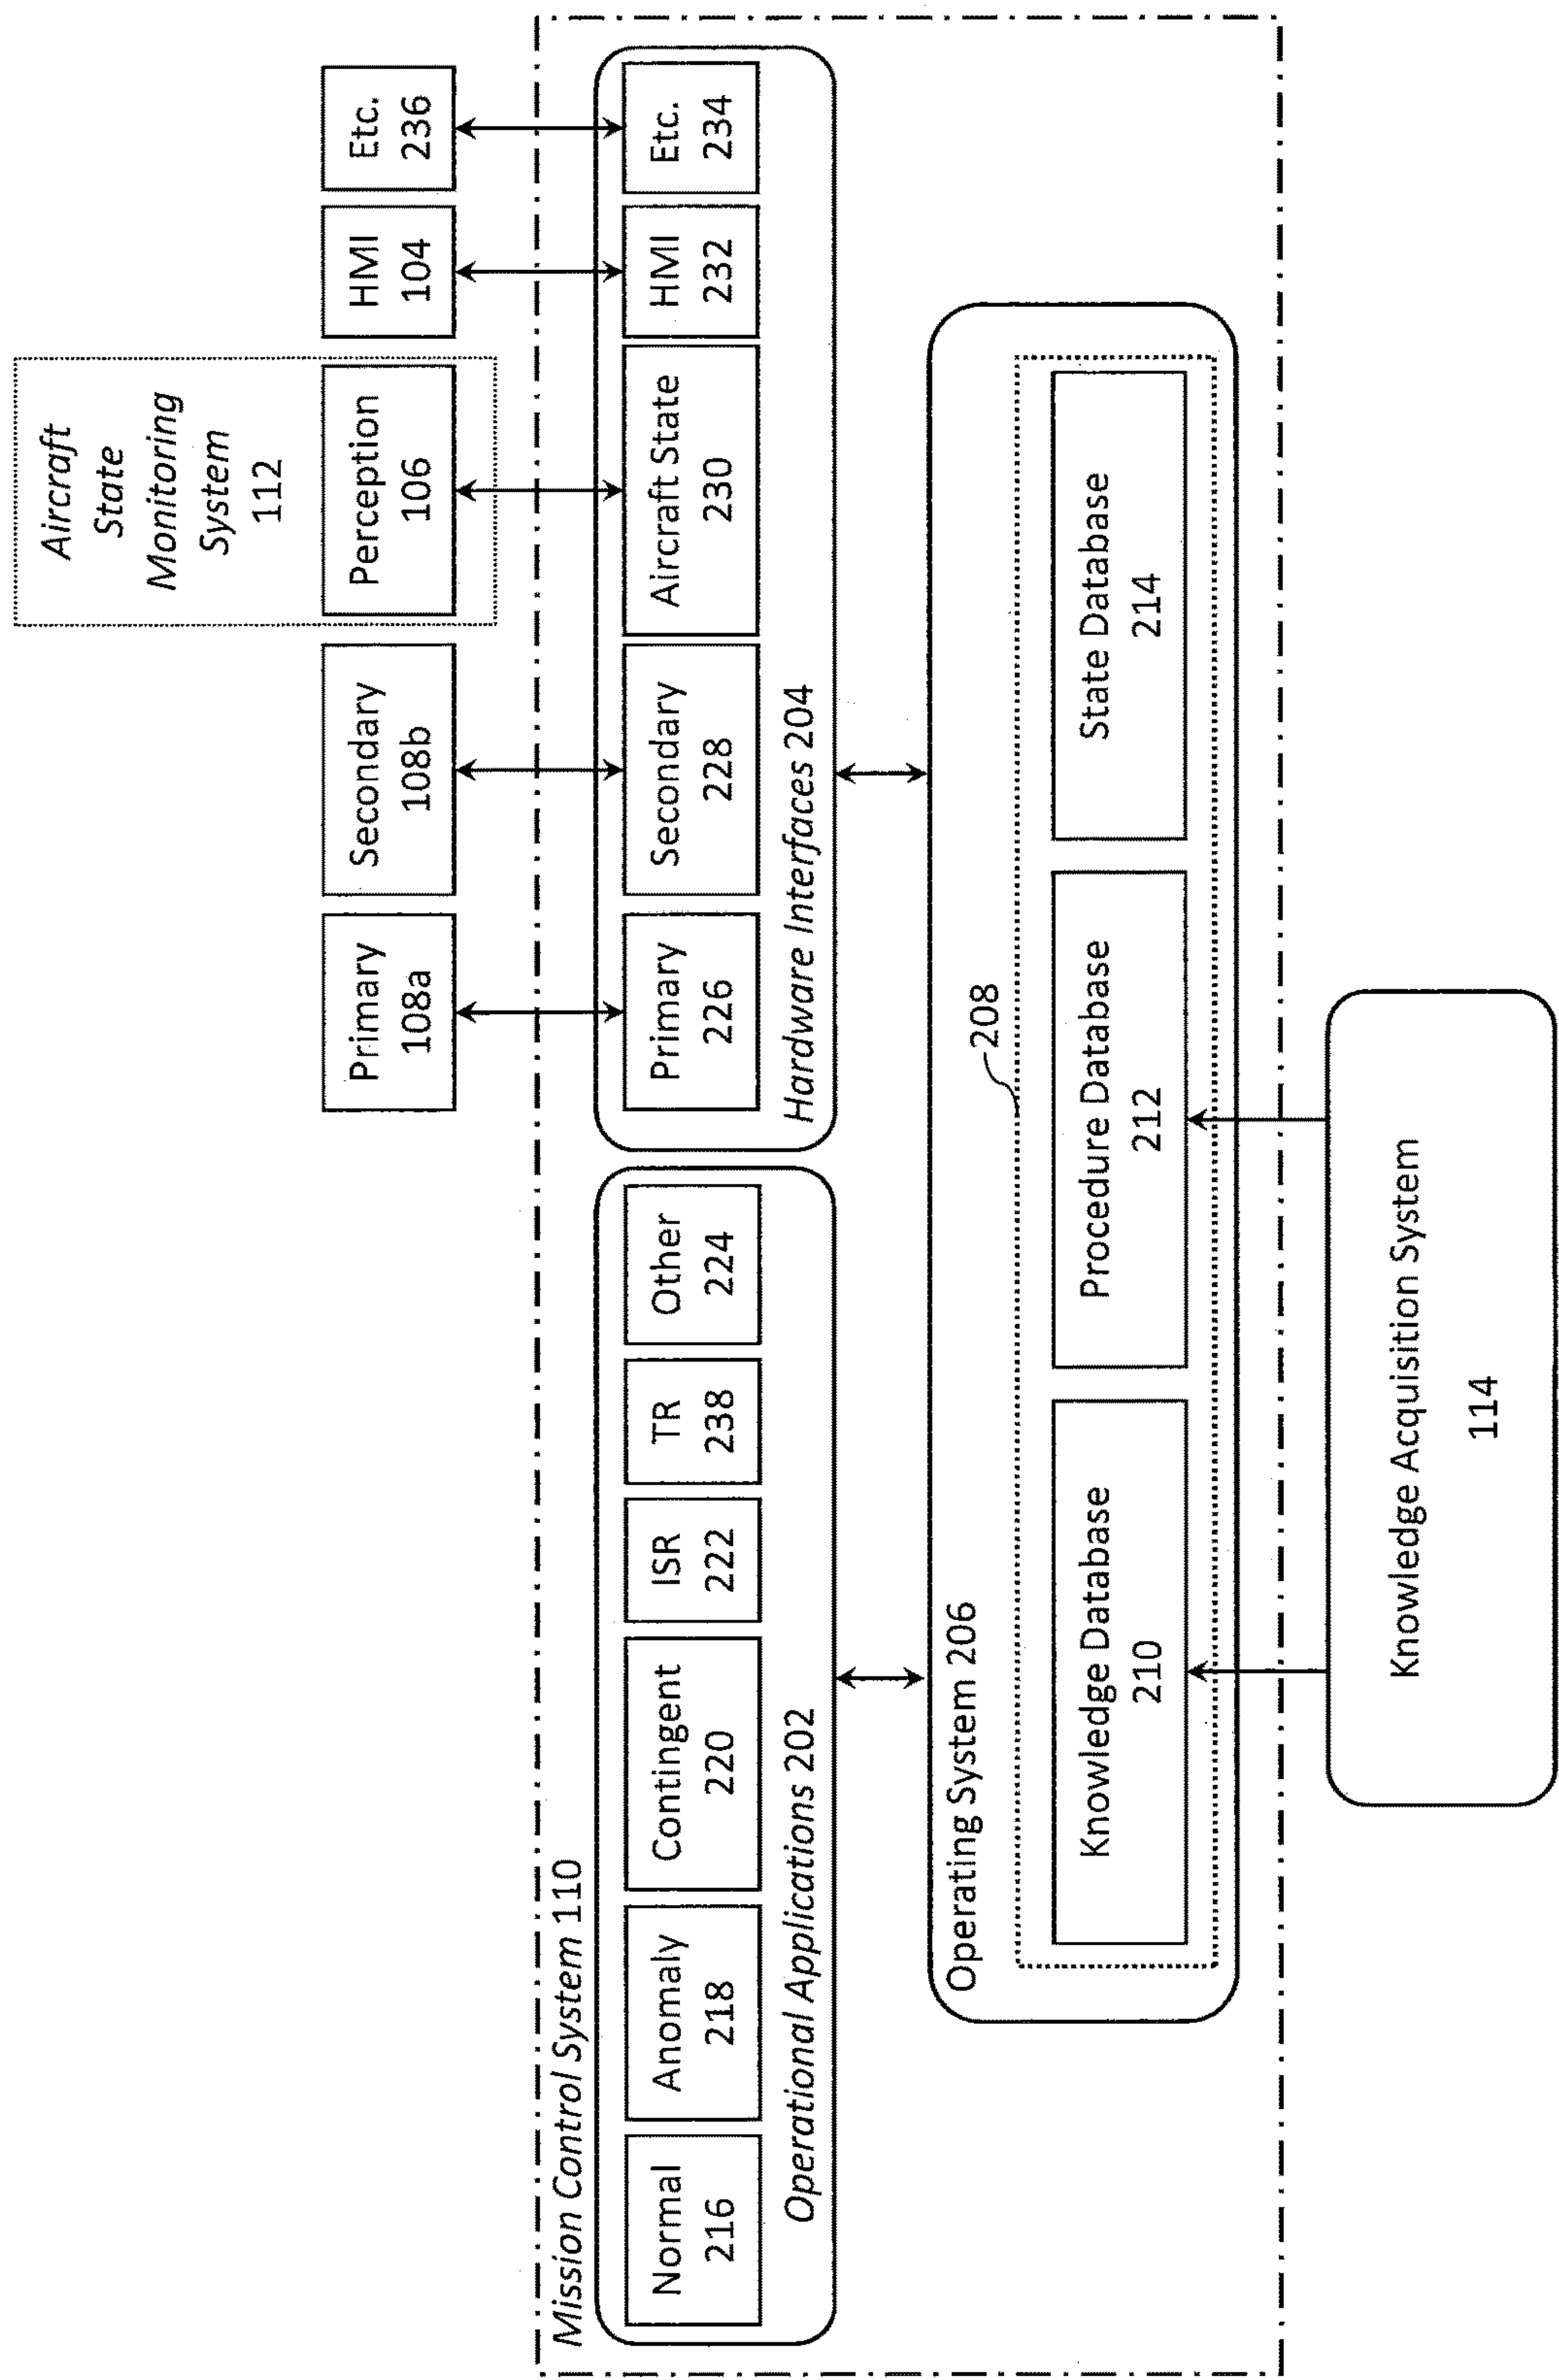 Aircraft
State
Monitoring
System
112
Primary
108a
Secondary
108b
Perception
106
HMI
104
Etc.
236
Mission Control System 110
Normal
216
Anomaly
218
Contingent
220
ISR
222
TR
238
Other
224
Operational Applications 202
Primary
226
Secondary
228
Aircraft State
230
HMI
232
Etc.
234
Hardware Interfaces 204
Operating System 206
208
Knowledge Database
210
Procedure Database
212
State Database
214
Knowledge Acquisition System
114